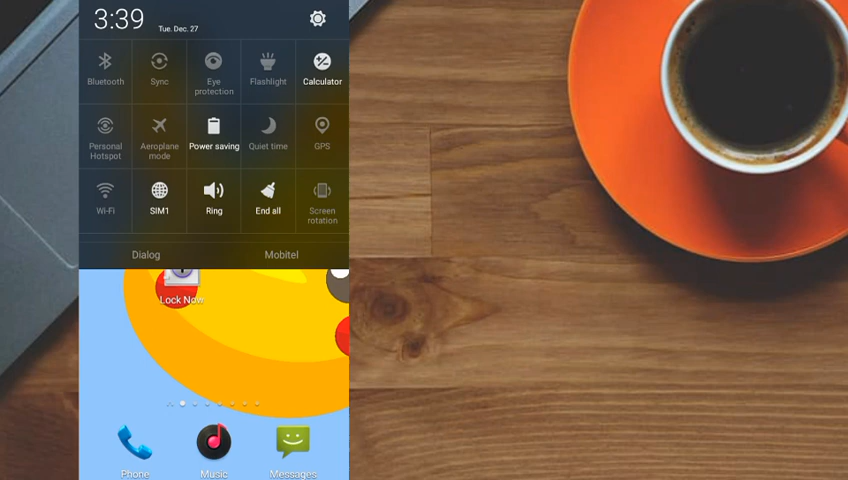 3:39
Tue. Dec. 27
Bluetooth
Sync
Eye
protection
Flashlight
Calculator
Personal
Hotspot
Aeroplane
mode
Power saving
Quiet time
GPS
Wi-Fi
SIM1
Ring
End all
Screen
rotation
Dialog
Mobitel
Lock Now
Phone
Music
Messages